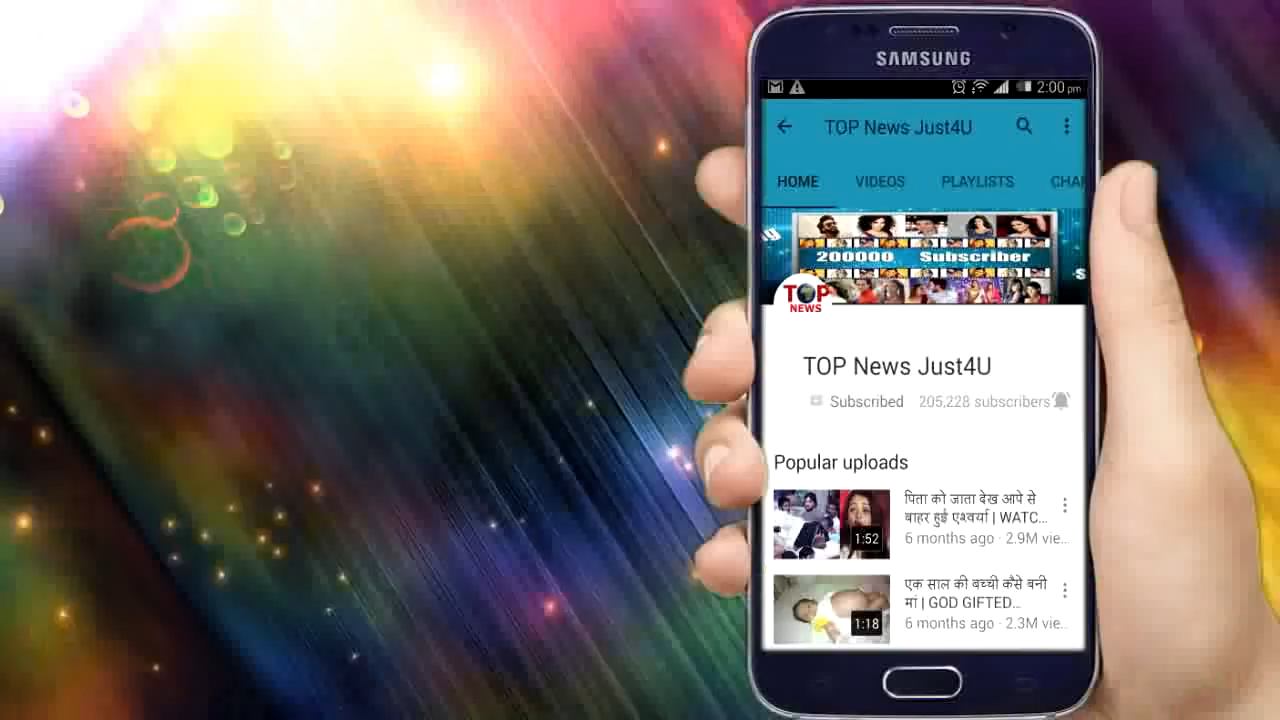 SAMSUNG
2:00 pm
TOP News Just4U
HOME VIDEOS PLAYLISTS CHA
200000 Subscriber
TOP
NEWS
TOP News Just4U
Subscribed 205,228 subscribers
Popular uploads
पिता को जाता देख आपे से
बाहर हुई एश्वर्या | WATC...
6 months ago · 2.9M vie...
1:52
एक साल की बच्ची कैसे बनी
मां | GOD GIFTED...
6 months ago · 2.3M vie...
1:18